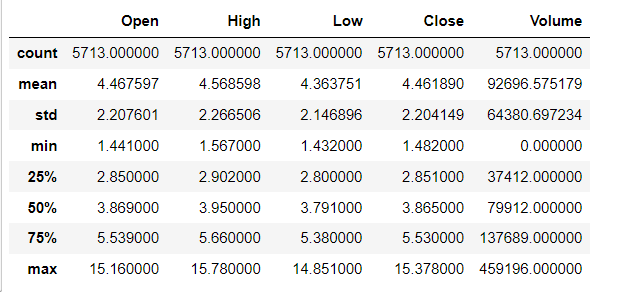 Open High Low Close Volume
count 5713.000000 5713.000000 5713.000000 5713.000000 5713.000000
mean 4.467597 4.568598 4.363751 4.461890 92696.575179
std 2.207601 2.266506 2.146896 2.204149 64380.697234
min 1.441000 1.567000 1.432000 1.482000 0.000000
25% 2.850000 2.902000 2.800000 2.851000 37412.000000
50% 3.869000 3.950000 3.791000 3.865000 79912.000000
75% 5.539000 5.660000 5.380000 5.530000 137689.000000
max 15.160000 15.780000 14.851000 15.378000 459196.000000